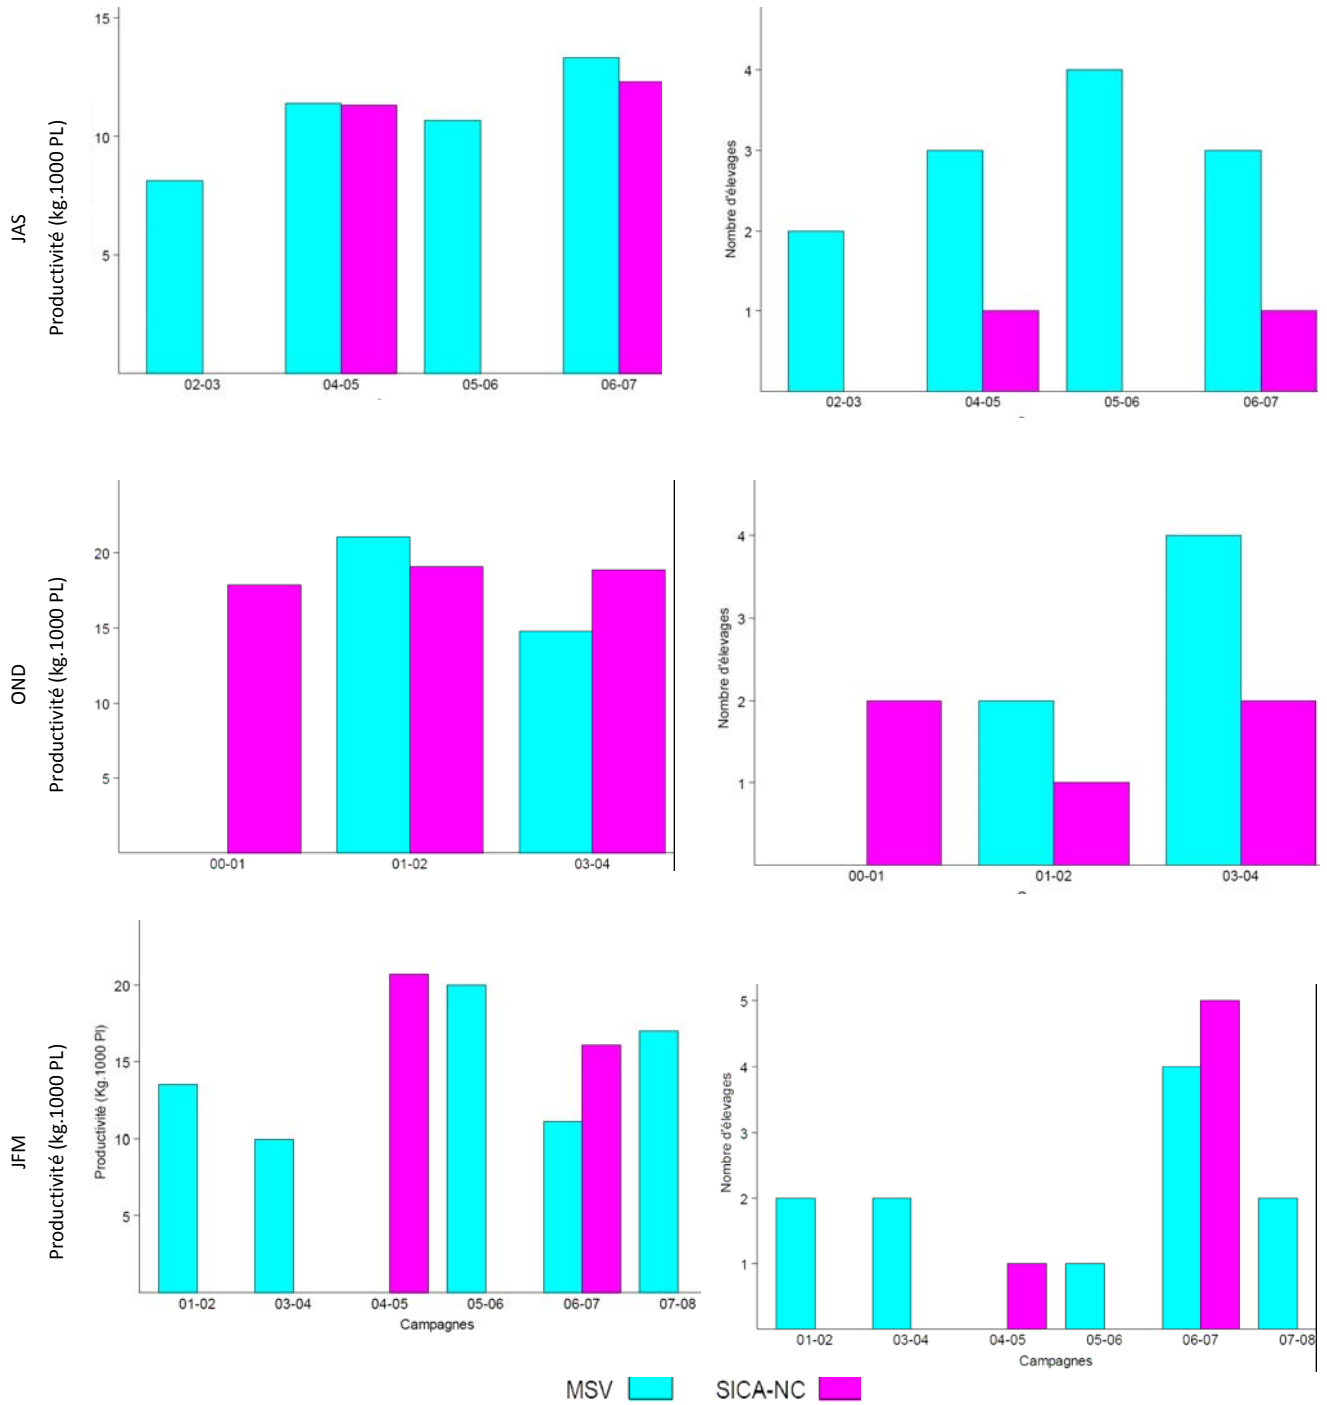 JAS
Productivité (kg.1000 PL)
15
10
5
02-03 04-05 05-06 06-07
Nombre d'élevages
4
3
2
1
02-03 04-05 05-06 06-07
OND
Productivité (kg.1000 PL)
20
15
10
5
00-01 01-02 03-04
Nombre d'élevages
4
3
2
1
00-01 01-02 03-04
JFM
Productivité (kg.1000 PL)
Productivité (Kg.1000 Pl)
20
15
10
5
01-02 03-04 04-05 05-06 06-07 07-08
Campagnes
Nombre d'élevages
5
4
3
2
1
01-02 03-04 04-05 05-06 06-07 07-08
Campagnes
MSV SICA-NC